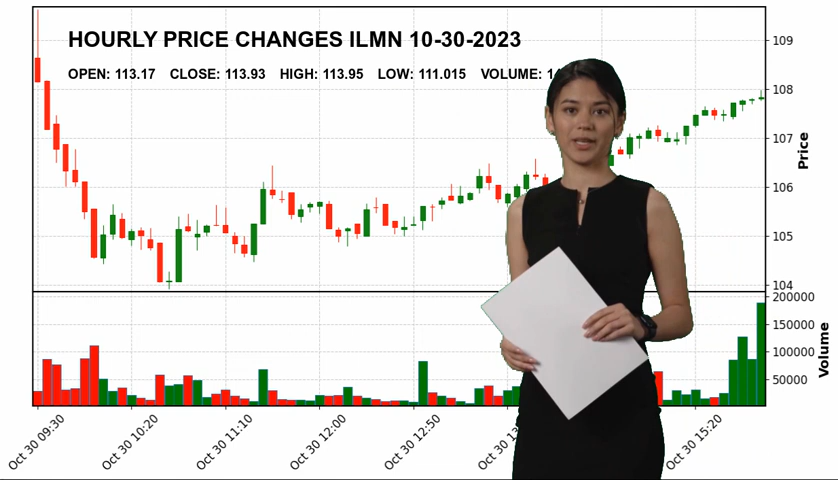 HOURLY PRICE CHANGES ILMN 10-30-2023
OPEN: 113.17 CLOSE: 113.93 HIGH: 113.95 LOW: 111.015 VOLUME:
109
108
107
106
105
104
Price
200000
150000
100000
50000
Volume
Oct 30 09:30
Oct 30 10:20
Oct 30 11:10
Oct 30 12:00
Oct 30 12:50
Oct 30
Oct 30 15:20